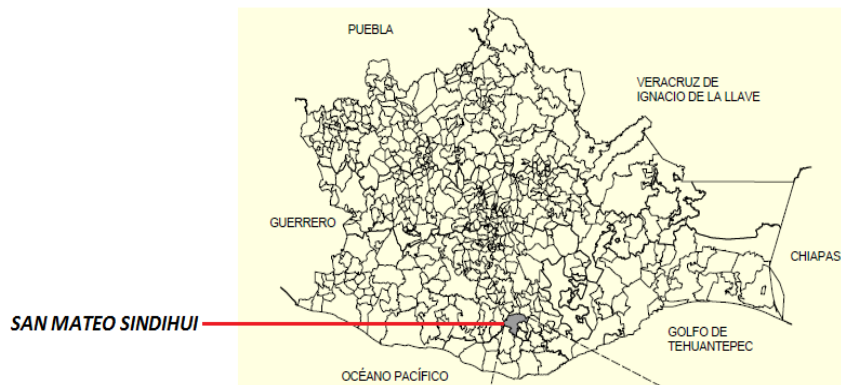 PUEBLA
VERACRUZ DE
IGNACIO DE LA LLAVE
GUERRERO
CHIAPAS
SAN MATEO SINDIHUI
GOLFO DE
TEHUANTEPEC
OCÉANO PACÍFICO